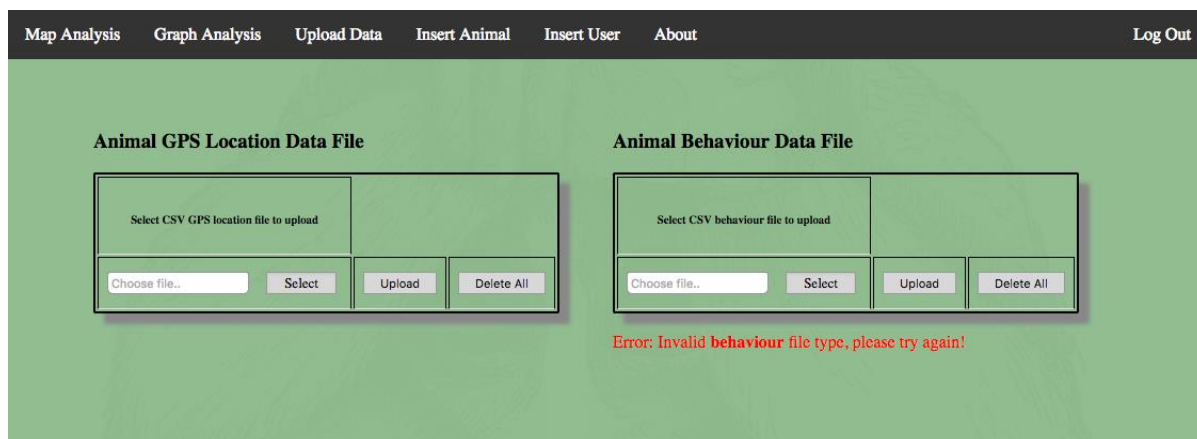 Map Analysis Graph Analysis Upload Data Insert Animal Insert User About Log Out
Animal GPS Location Data File
Select CSV GPS location file to upload
Choose file.. Select Upload Delete All
Animal Behaviour Data File
Select CSV behaviour file to upload
Choose file.. Select Upload Delete All
Error: Invalid behaviour file type, please try again!